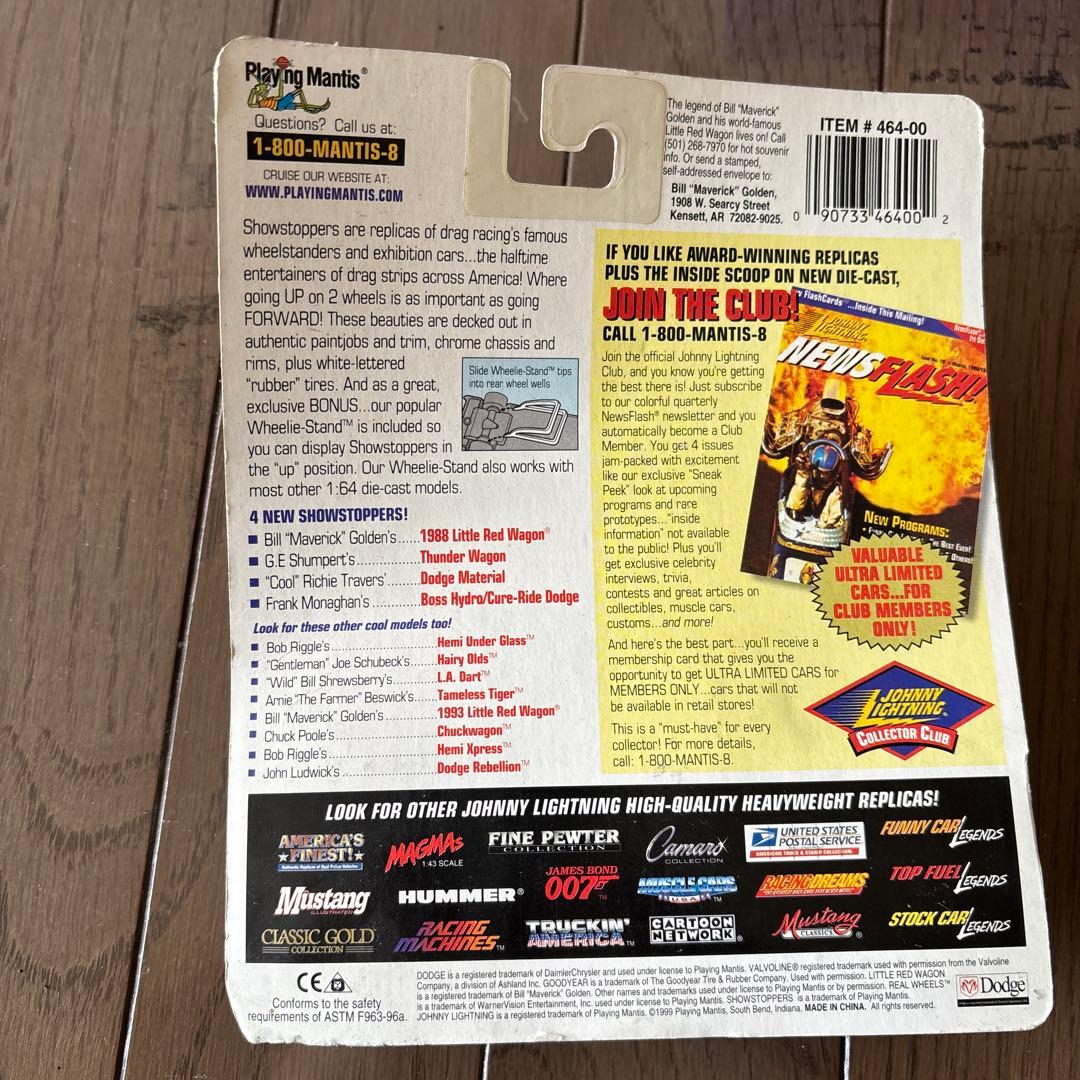 Playing Mantis®
Questions? Call us at:
1-800-MANTIS-8
CRUISE OUR WEBSITE AT:
WWW.PLAYINGMANTIS.COM
The legend of Bill "Maverick"
Golden and his world-famous
Little Red Wagon lives on! Call
(501) 268-7970 for hot souvenir
info. Or send a stamped,
self-addressed envelope to:
Bill "Maverick" Golden,
1908 W. Searcy Street
Kensett, AR 72082-9025.
ITEM # 464-00
0 90733 46400 2
Showstoppers are replicas of drag racing's famous
wheelstanders and exhibition cars...the halftime
entertainers of drag strips across America! Where
going UP on 2 wheels is as important as going
FORWARD! These beauties are decked out in
authentic paintjobs and trim, chrome chassis and
rims, plus white-lettered
"rubber" tires. And as a great,
exclusive BONUS...our popular
Wheelie-Stand™ is included so
you can display Showstoppers in
the "up" position. Our Wheelie-Stand also works with
most other 1:64 die-cast models.
Slide Wheelie-Stand™ tips
into rear wheel wells
4 NEW SHOWSTOPPERS!
Bill "Maverick" Golden's......1988 Little Red Wagon®
G.E Shumpert's...............Thunder Wagon
"Cool" Richie Travers'.......Dodge Material
Frank Monaghan's............Boss Hydro/Cure-Ride Dodge
Look for these other cool models too!
Bob Riggle's.........................Hemi Under Glass™
"Gentleman" Joe Schubeck's....Hairy Olds™
"Wild" Bill Shrewsberry's..........L.A. Dart™
Arnie "The Farmer" Beswick's.....Tameless Tiger™
Bill "Maverick" Golden's............1993 Little Red Wagon®
Chuck Poole's.......................Chuckwagon™
Bob Riggle's.........................Hemi Xpress™
John Ludwick's......................Dodge Rebellion™
IF YOU LIKE AWARD-WINNING REPLICAS
PLUS THE INSIDE SCOOP ON NEW DIE-CAST,
JOIN THE CLUB!
CALL 1-800-MANTIS-8
Join the official Johnny Lightning
Club, and you know you're getting
the best there is! Just subscribe
to our colorful quarterly
NewsFlash® newsletter and you
automatically become a Club
Member. You get 4 issues
jam-packed with excitement
like our exclusive "Sneak
Peek" look at upcoming
programs and rare
prototypes..."inside
information" not available
to the public! Plus you'll
get exclusive celebrity
interviews, trivia,
contests and great articles on
collectibles, muscle cars,
customs...and more!
And here's the best part...you'll receive a
membership card that gives you the
opportunity to get ULTRA LIMITED CARS for
MEMBERS ONLY...cars that will not
be available in retail stores!
This is a "must-have" for every
collector! For more details,
call: 1-800-MANTIS-8.
FlashCards™...Inside This Mailing!
JOHNNY LIGHTNING
NEWSFLASH!
NEW PROGRAMS:
VALUABLE
ULTRA LIMITED
CARS...FOR
CLUB MEMBERS
ONLY!
JOHNNY
LIGHTNING
COLLECTOR CLUB
LOOK FOR OTHER JOHNNY LIGHTNING HIGH-QUALITY HEAVYWEIGHT REPLICAS!
AMERICA'S FINEST!
Authentic Replicas of Real Police Vehicles
MAGMAs
1:43 SCALE
FINE PEWTER
COLLECTION
Camaro
COLLECTION
UNITED STATES
POSTAL SERVICE
AMERICAN TRUCK & STAMP COLLECTION
FUNNY CAR LEGENDS
Mustang
ILLUSTRATED
HUMMER®
JAMES BOND
007™
MUSCLE CARS
U.S.A.™
RACING DREAMS
TOP FUEL LEGENDS
CLASSIC GOLD
COLLECTION
RACING
MACHINES™
TRUCKIN'
AMERICA™
CARTOON
NETWORK®
Mustang
CLASSICS®
STOCK CAR LEGENDS
CE
Conforms to the safety
requirements of ASTM F963-96a.
DODGE is a registered trademark of DaimlerChrysler and used under license to Playing Mantis. VALVOLINE® registered trademark used with permission from the Valvoline
Company, a division of Ashland Inc. GOODYEAR is a trademark of The Goodyear Tire & Rubber Company. Used with permission. LITTLE RED WAGON
is a registered trademark of Bill "Maverick" Golden. Other names and trademarks used under license to Playing Mantis or by permission. REAL WHEELS™
is a trademark of WarnerVision Entertainment, Inc. used under license to Playing Mantis. SHOWSTOPPERS is a trademark of Playing Mantis.
JOHNNY LIGHTNING is a registered trademark of Playing Mantis. ©1999 Playing Mantis, South Bend, Indiana. MADE IN CHINA. All rights reserved.
Dodge